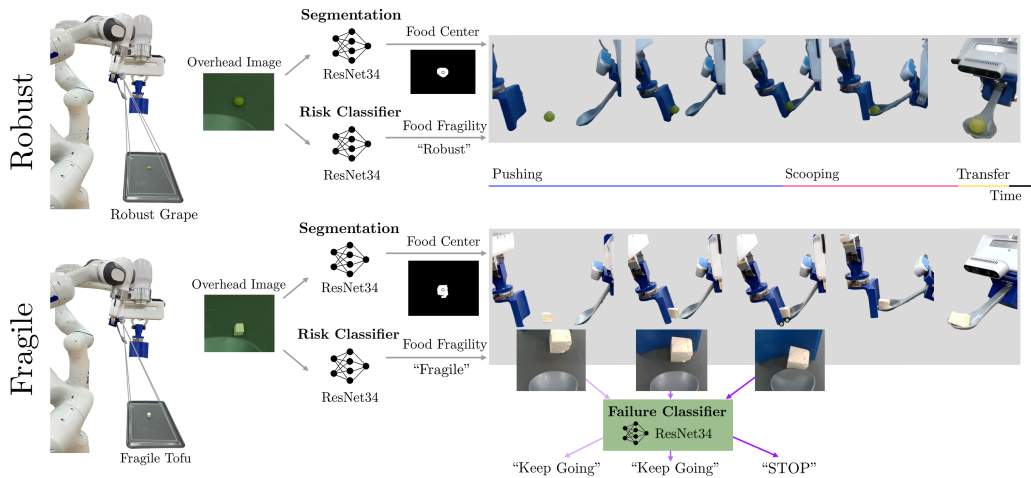 Robust
Robust Grape
Overhead Image
Segmentation
ResNet34
Food Center
Risk Classifier
ResNet34
Food Fragility
“Robust”
Pushing
Scooping
Transfer
Time
Fragile
Fragile Tofu
Overhead Image
Segmentation
ResNet34
Food Center
Risk Classifier
ResNet34
Food Fragility
“Fragile”
Failure Classifier
ResNet34
“Keep Going”
“Keep Going”
“STOP”